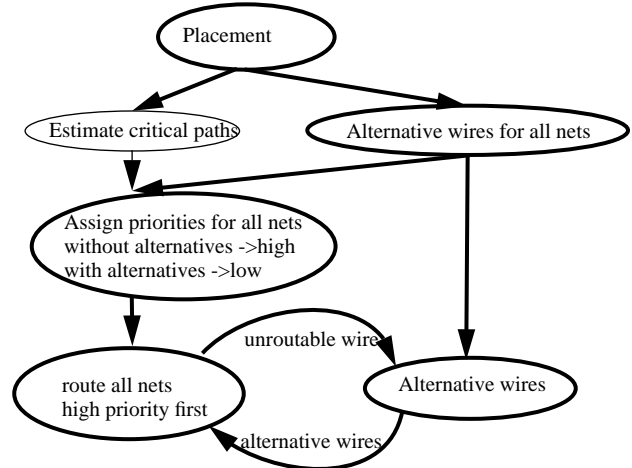 Placement
Estimate critical paths
Alternative wires for all nets
Assign priorities for all nets
without alternatives ->high
with alternatives ->low
unroutable wire
route all nets
high priority first
Alternative wires
alternative wires